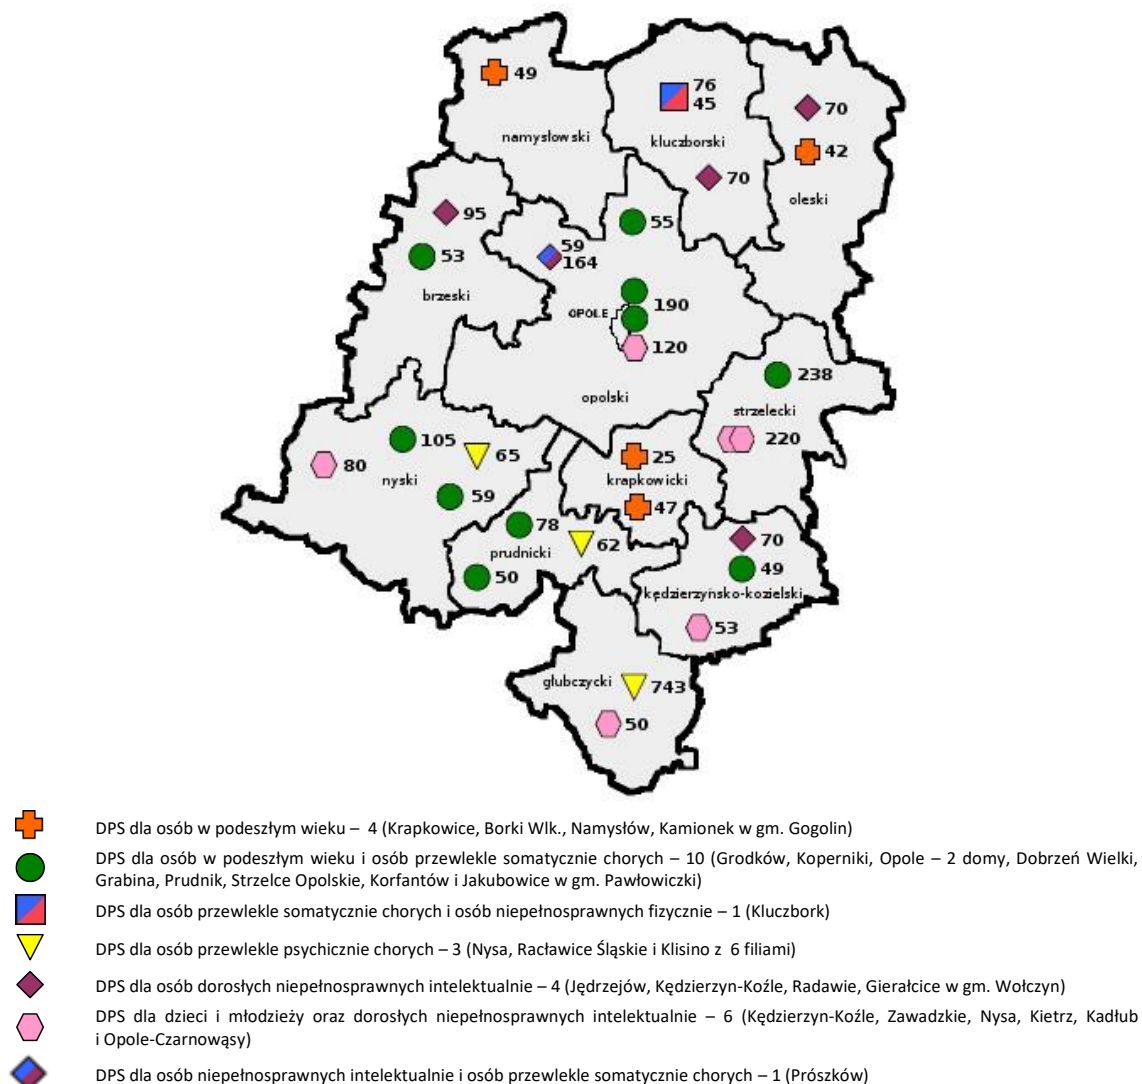 49
namysłowski
76
45
kluczborski
70
70
42
oleski
95
53
brzeski
55
59
164
190
OPOLE
120
opolski
238
strzelecki
220
105
65
80
nyski
59
25
krapkowicki
47
78
prudnicki
62
50
70
49
kędzierzyńsko-kozielski
53
głubczycki
743
50
DPS dla osób w podeszłym wieku – 4 (Krapkowice, Borki Wlk., Namysłów, Kamionek w gm. Gogolin)
DPS dla osób w podeszłym wieku i osób przewlekle somatycznie chorych – 10 (Grodków, Koperniki, Opole – 2 domy, Dobrzeń Wielki,
Grabina, Prudnik, Strzelce Opolskie, Korfantów i Jakubowice w gm. Pawłowiczki)
DPS dla osób przewlekle somatycznie chorych i osób niepełnosprawnych fizycznie – 1 (Kluczbork)
DPS dla osób przewlekle psychicznie chorych – 3 (Nysa, Racławice Śląskie i Klisino z 6 filiami)
DPS dla osób dorosłych niepełnosprawnych intelektualnie – 4 (Jędrzejów, Kędzierzyn-Koźle, Radawie, Gierałcice w gm. Wołczyn)
DPS dla dzieci i młodzieży oraz dorosłych niepełnosprawnych intelektualnie – 6 (Kędzierzyn-Koźle, Zawadzkie, Nysa, Kietrz, Kadłub
i Opole-Czarnowąsy)
DPS dla osób niepełnosprawnych intelektualnie i osób przewlekle somatycznie chorych – 1 (Prószków)